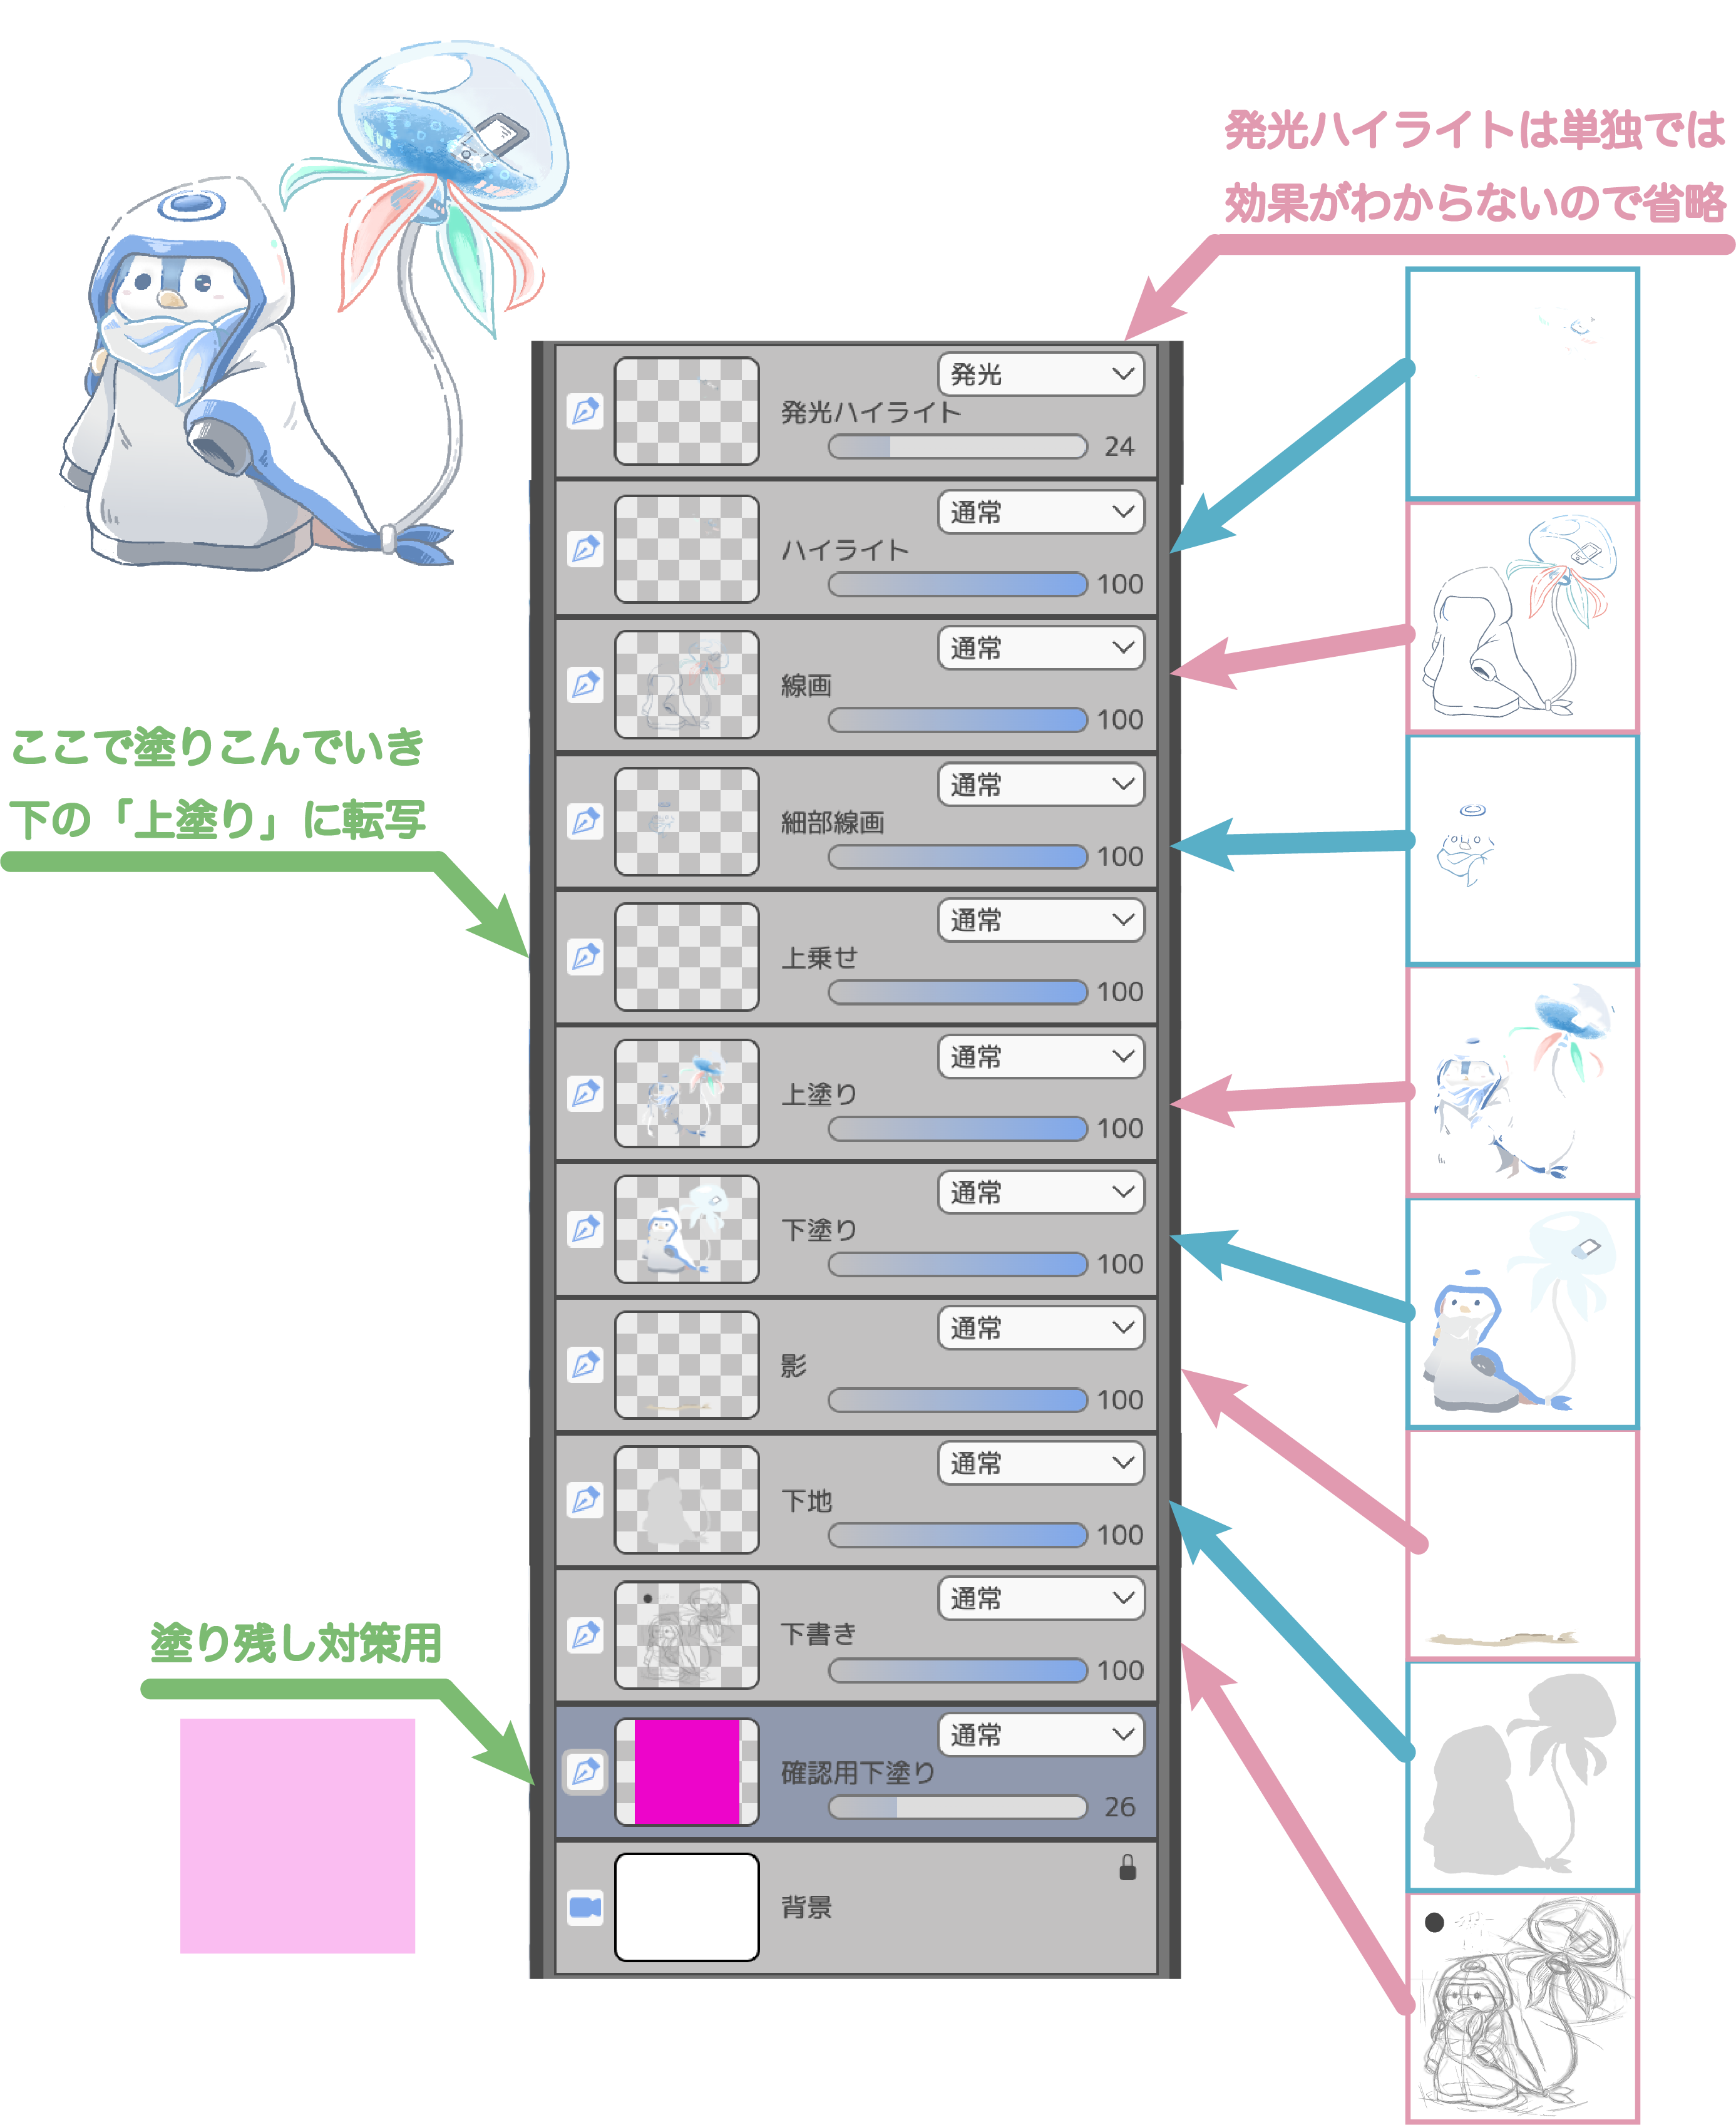 発光ハイライトは単独では
効果がわからないので省略
発光
発光ハイライト
24
通常
ハイライト
100
通常
線画
100
ここで塗りこんでいき
下の「上塗り」に転写
通常
細部線画
100
通常
上乗せ
100
通常
上塗り
100
通常
下塗り
100
通常
影
100
通常
下地
100
通常
下書き
100
塗り残し対策用
通常
確認用下塗り
26
背景